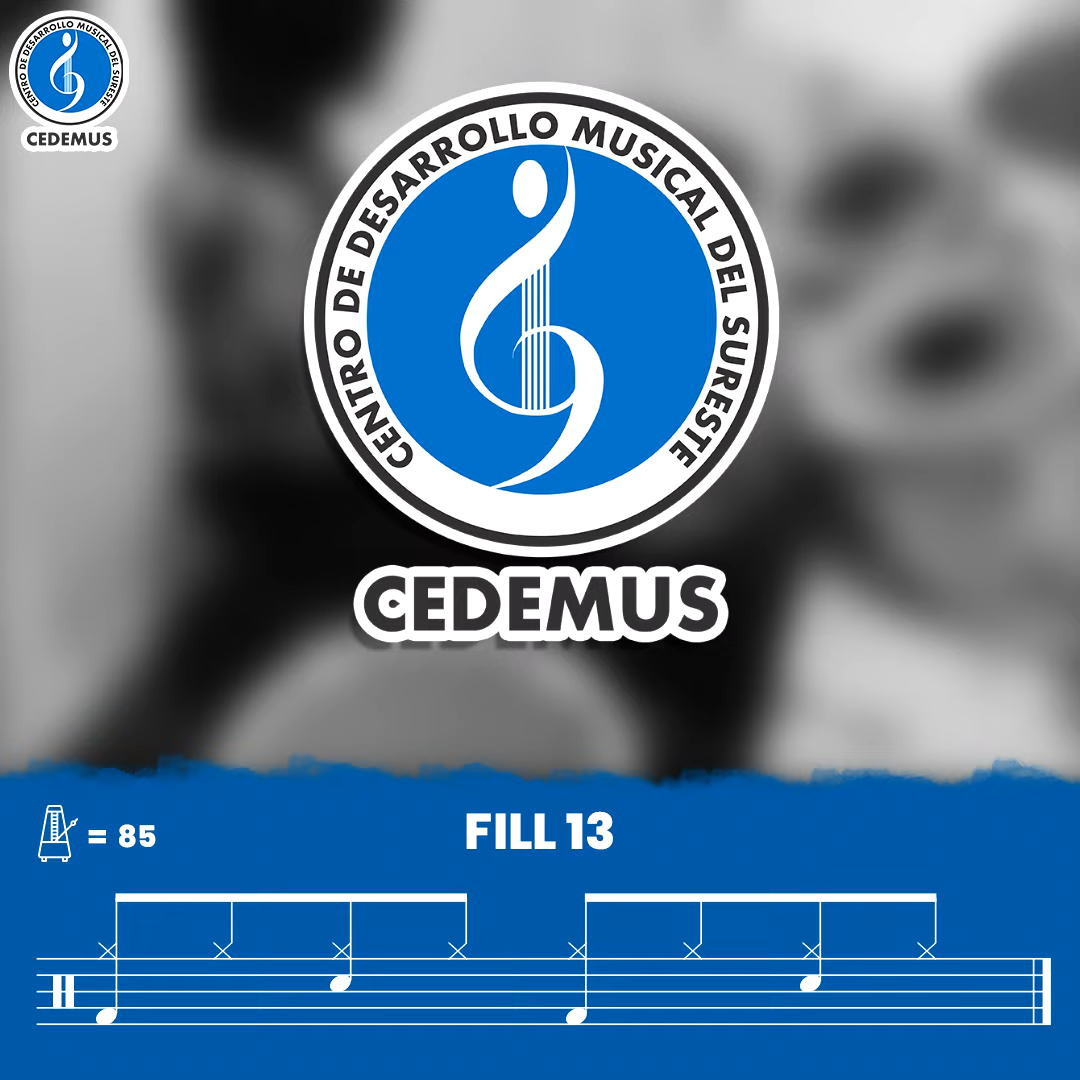 CENTRO DE DESARROLLO MUSICAL DEL SURESTE
CEDEMUS
CENTRO DE DESARROLLO MUSICAL DEL SURESTE
CEDEMUS
= 85
FILL 13